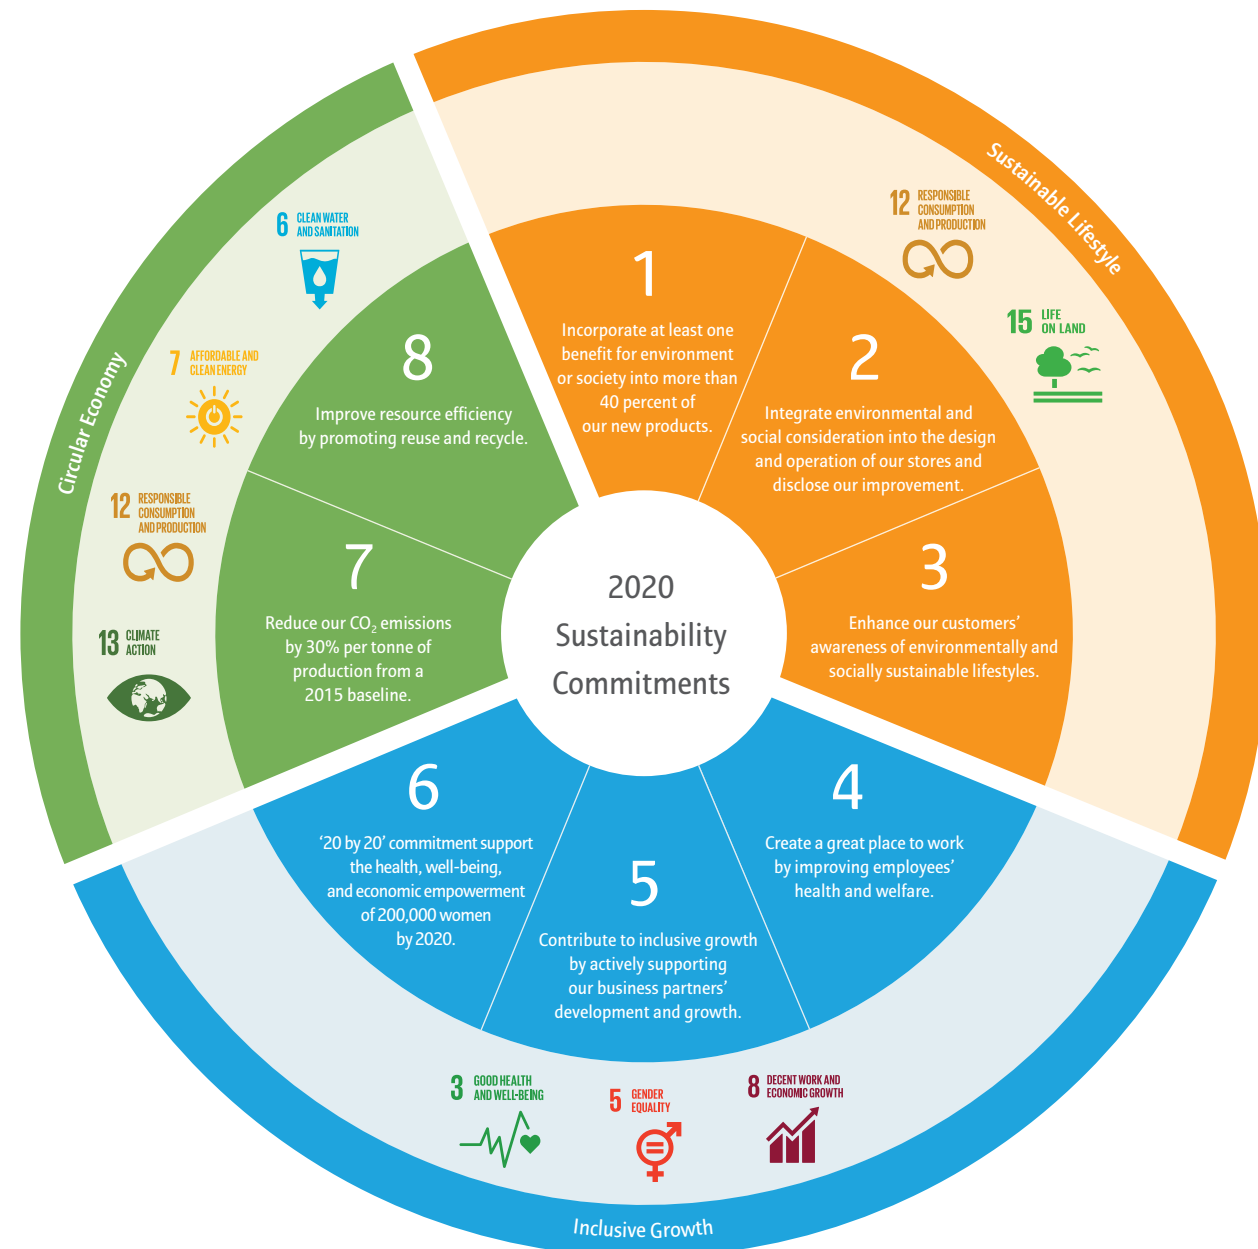 2020
Sustainability
Commitments
Sustainable Lifestyle
12 RESPONSIBLE
CONSUMPTION
AND PRODUCTION
15 LIFE
ON LAND
1
Incorporate at least one
benefit for environment
or society into more than
40 percent of
our new products.
2
Integrate environmental and
social consideration into the design
and operation of our stores and
disclose our improvement.
3
Enhance our customers’
awareness of environmentally and
socially sustainable lifestyles.
4
Create a great place to work
by improving employees’
health and welfare.
5
Contribute to inclusive growth
by actively supporting
our business partners’
development and growth.
6
‘20 by 20’ commitment support
the health, well-being,
and economic empowerment
of 200,000 women
by 2020.
3 GOOD HEALTH
AND WELL-BEING
5 GENDER
EQUALITY
8 DECENT WORK AND
ECONOMIC GROWTH
Inclusive Growth
7
Reduce our CO₂ emissions
by 30% per tonne of
production from a
2015 baseline.
8
Improve resource efficiency
by promoting reuse and recycle.
6 CLEAN WATER
AND SANITATION
7 AFFORDABLE AND
CLEAN ENERGY
12 RESPONSIBLE
CONSUMPTION
AND PRODUCTION
13 CLIMATE
ACTION
Circular Economy